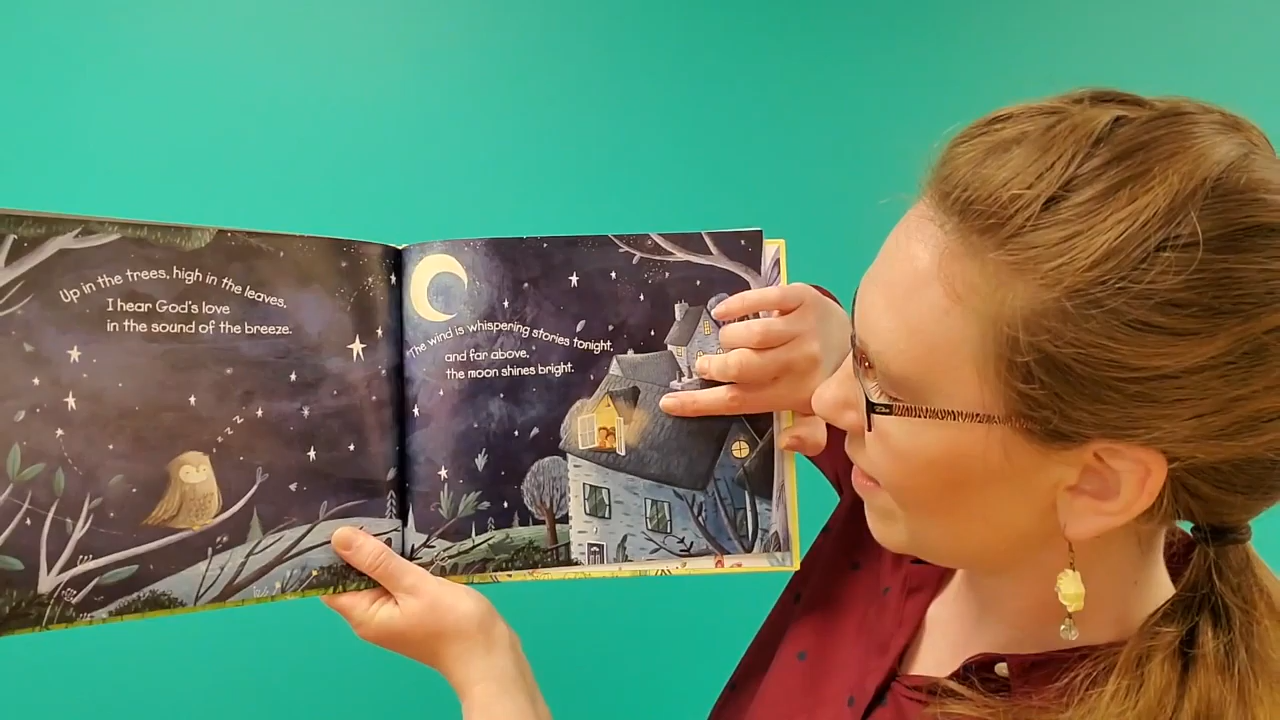 Up in the trees, high in the leaves,
I hear God's love
in the sound of the breeze.
z z z z
The wind is whispering stories tonight,
and far above,
the moon shines bright.